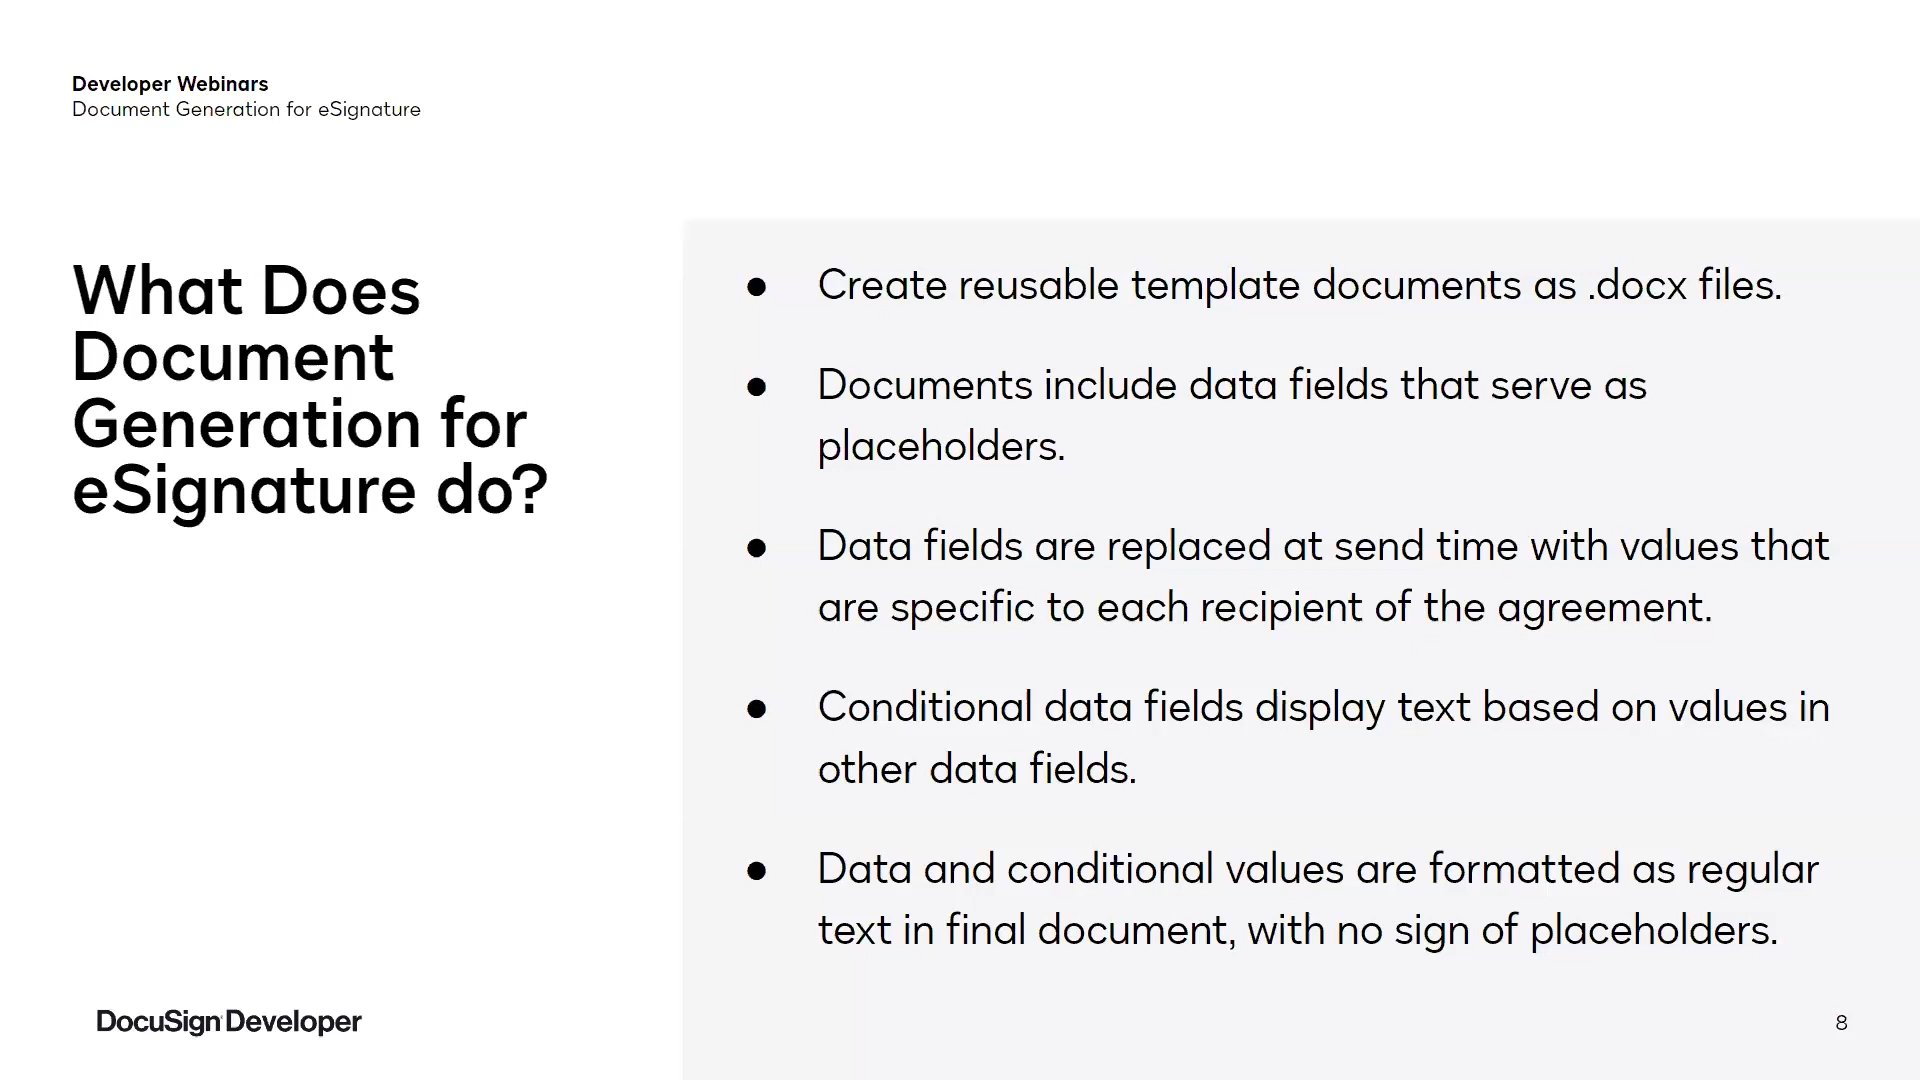 Developer Webinars
Document Generation for eSignature
What Does
Document
Generation for
eSignature do?
● Create reusable template documents as .docx files.
● Documents include data fields that serve as
placeholders.
● Data fields are replaced at send time with values that
are specific to each recipient of the agreement.
● Conditional data fields display text based on values in
other data fields.
● Data and conditional values are formatted as regular
text in final document, with no sign of placeholders.
DocuSign Developer
8